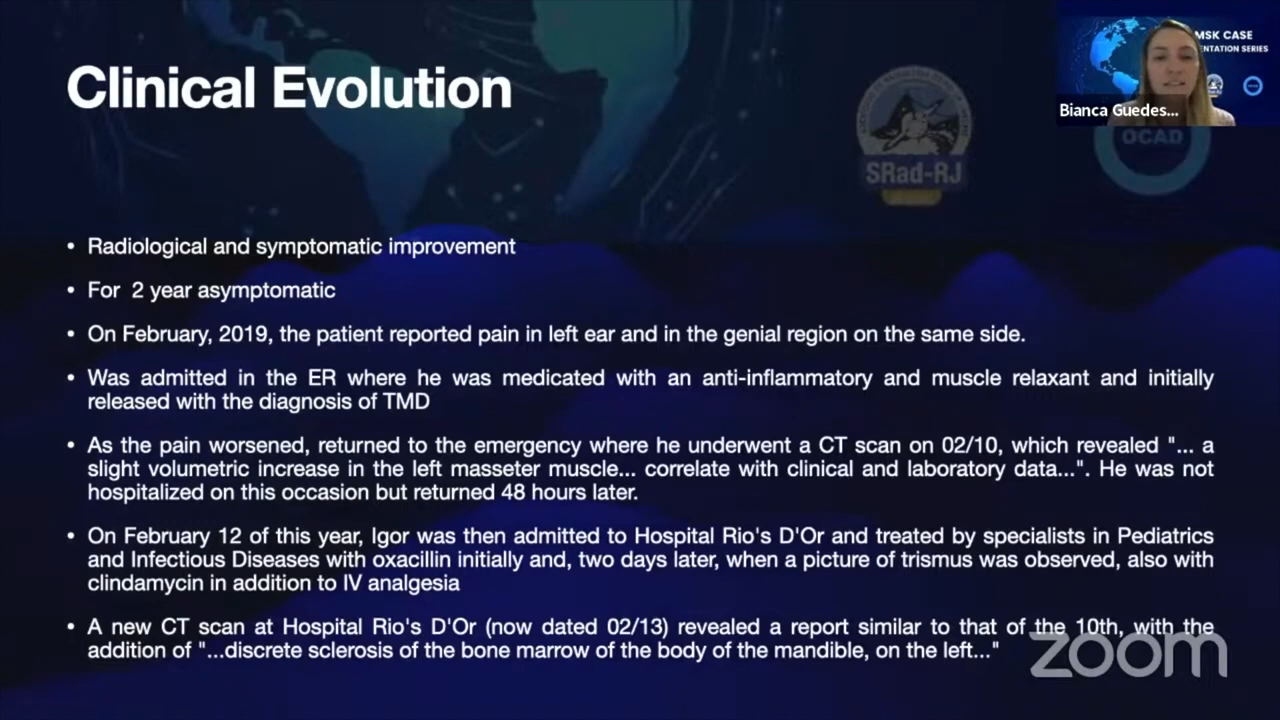 Clinical Evolution
MSK CASE
ENTATION SERIES
Bianca Guedes...
SRad-RJ
OCAD
• Radiological and symptomatic improvement
• For 2 year asymptomatic
• On February, 2019, the patient reported pain in left ear and in the genial region on the same side.
• Was admitted in the ER where he was medicated with an anti-inflammatory and muscle relaxant and initially
released with the diagnosis of TMD
• As the pain worsened, returned to the emergency where he underwent a CT scan on 02/10, which revealed "... a
slight volumetric increase in the left masseter muscle... correlate with clinical and laboratory data...". He was not
hospitalized on this occasion but returned 48 hours later.
• On February 12 of this year, Igor was then admitted to Hospital Rio's D'Or and treated by specialists in Pediatrics
and Infectious Diseases with oxacillin initially and, two days later, when a picture of trismus was observed, also with
clindamycin in addition to IV analgesia
• A new CT scan at Hospital Rio's D'Or (now dated 02/13) revealed a report similar to that of the 10th, with the
addition of "...discrete sclerosis of the bone marrow of the body of the mandible, on the left..."
zoom